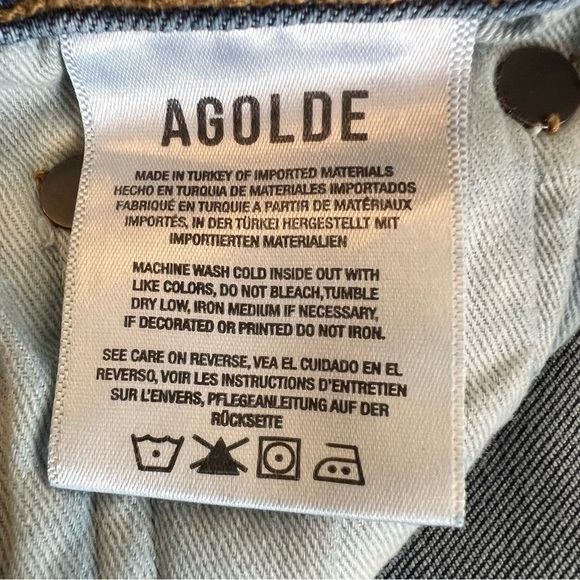 AGOLDE
MADE IN TURKEY OF IMPORTED MATERIALS
HECHO EN TURQUIA DE MATERIALES IMPORTADOS
FABRIQUÉ EN TURQUIE A PARTIR DE MATÉRIAUX
IMPORTÉS, IN DER TÜRKEI HERGESTELLT MIT
IMPORTIERTEN MATERIALIEN
MACHINE WASH COLD INSIDE OUT WITH
LIKE COLORS, DO NOT BLEACH,TUMBLE
DRY LOW, IRON MEDIUM IF NECESSARY,
IF DECORATED OR PRINTED DO NOT IRON.
SEE CARE ON REVERSE, VEA EL CUIDADO EN EL
REVERSO, VOIR LES INSTRUCTIONS D'ENTRETIEN
SUR L'ENVERS, PFLEGEANLEITUNG AUF DER
RÜCKSEITE